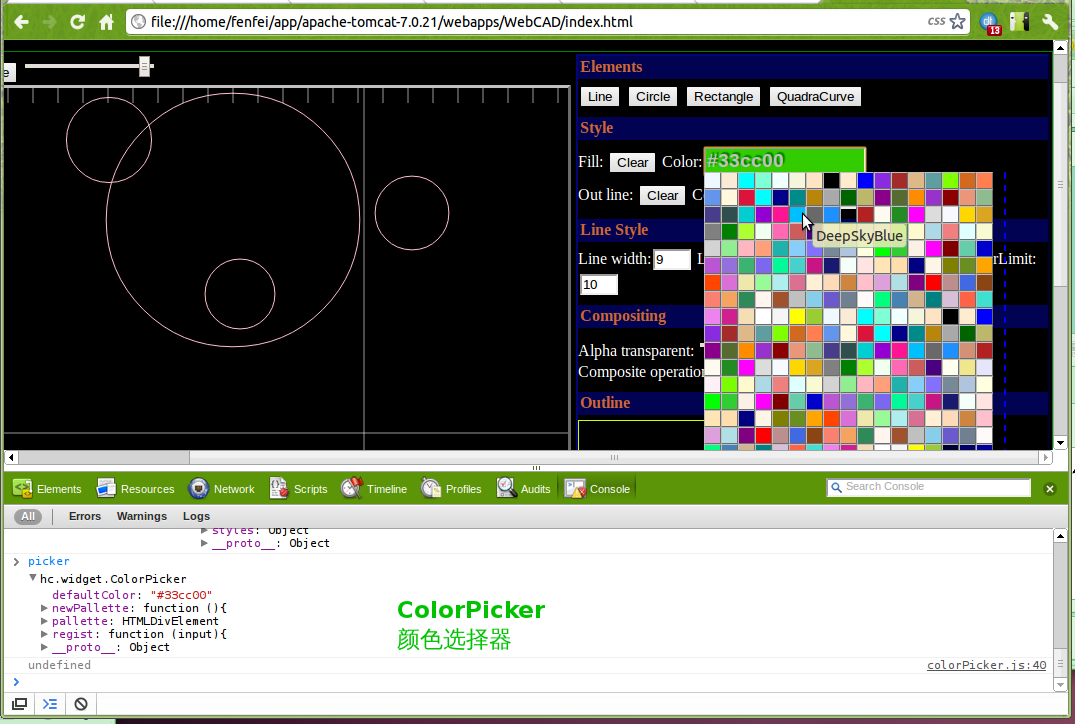 file:///home/fenfei/app/apache-tomcat-7.0.21/webapps/WebCAD/index.html CSS 13
e
Elements
Line Circle Rectangle QuadraCurve
Style
Fill: Clear Color: #33cc00
Out line: Clear C
DeepSkyBlue
Line Style
Line width: 9 L rLimit:
10
Compositing
Alpha transparent:
Composite operation
Outline
Elements Resources Network Scripts Timeline Profiles Audits Console Search Console
All Errors Warnings Logs
styles: Object
__proto__: Object
picker
hc.widget.ColorPicker
defaultColor: "#33cc00"
newPallette: function (){
pallette: HTMLDivElement
regist: function (input){
__proto__: Object
ColorPicker
颜色选择器
undefined colorPicker.js:40